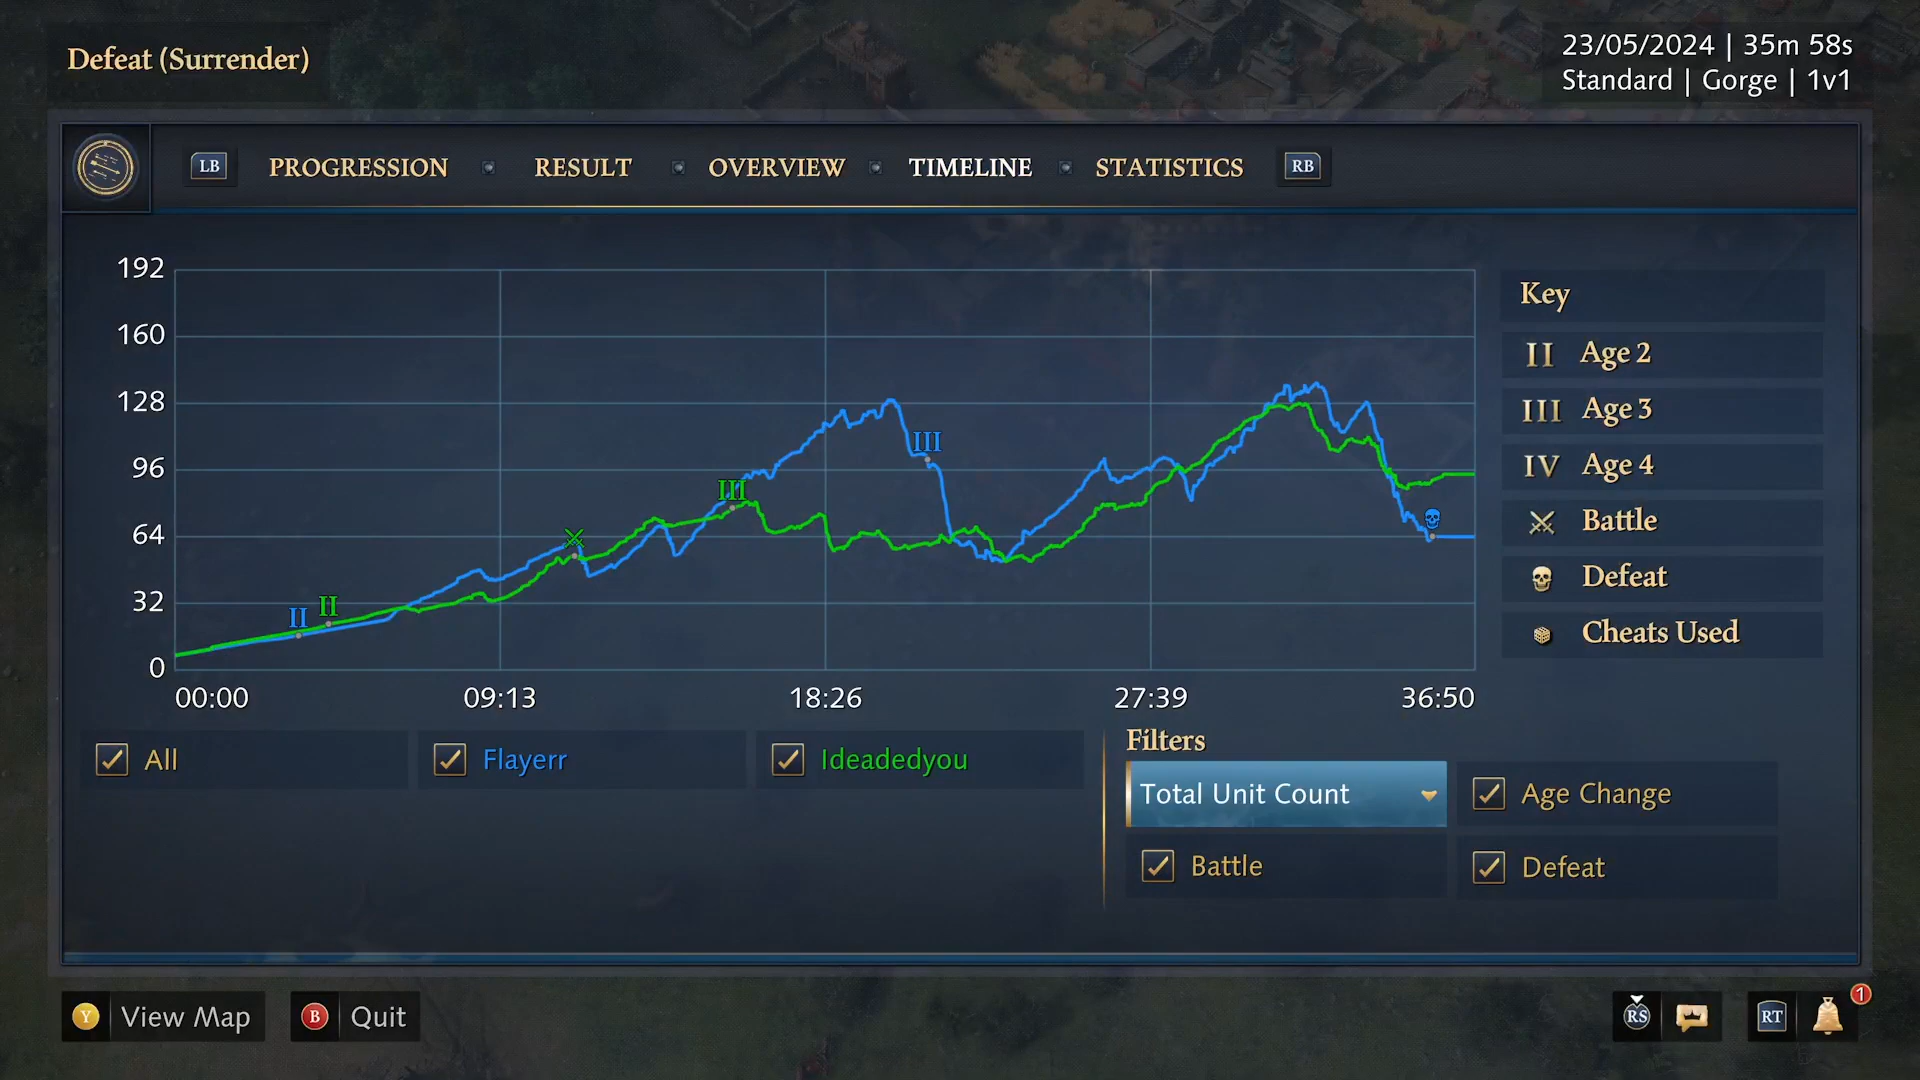 Defeat (Surrender)
23/05/2024 | 35m 58s
Standard | Gorge | 1v1
LB PROGRESSION RESULT OVERVIEW TIMELINE STATISTICS RB
192
160
128
96
64
32
0
00:00 09:13 18:26 27:39 36:50
II
II
III
III
Key
II Age 2
III Age 3
IV Age 4
Battle
Defeat
Cheats Used
All Flayerr Ideadedyou
Filters
Total Unit Count Age Change
Battle Defeat
Y View Map B Quit
RS RT 1